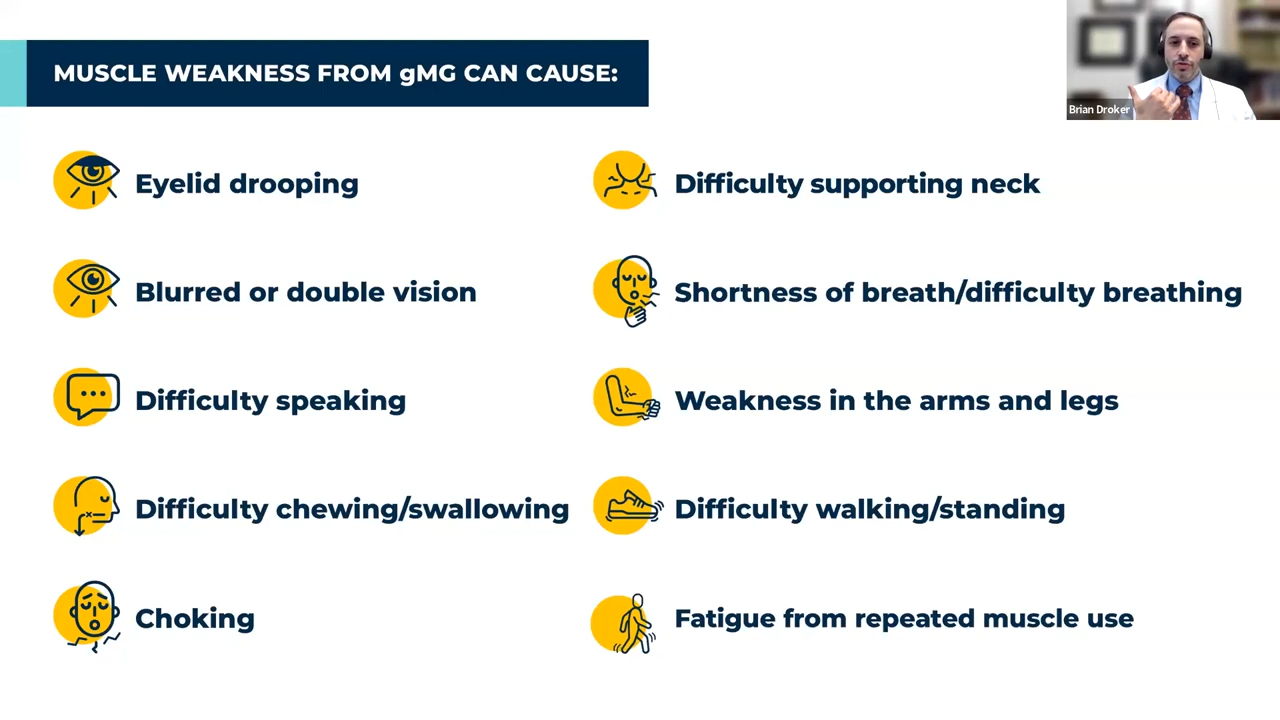 MUSCLE WEAKNESS FROM gMG CAN CAUSE:
Brian Droker
Eyelid drooping
Blurred or double vision
Difficulty speaking
Difficulty chewing/swallowing
Choking
Difficulty supporting neck
Shortness of breath/difficulty breathing
Weakness in the arms and legs
Difficulty walking/standing
Fatigue from repeated muscle use